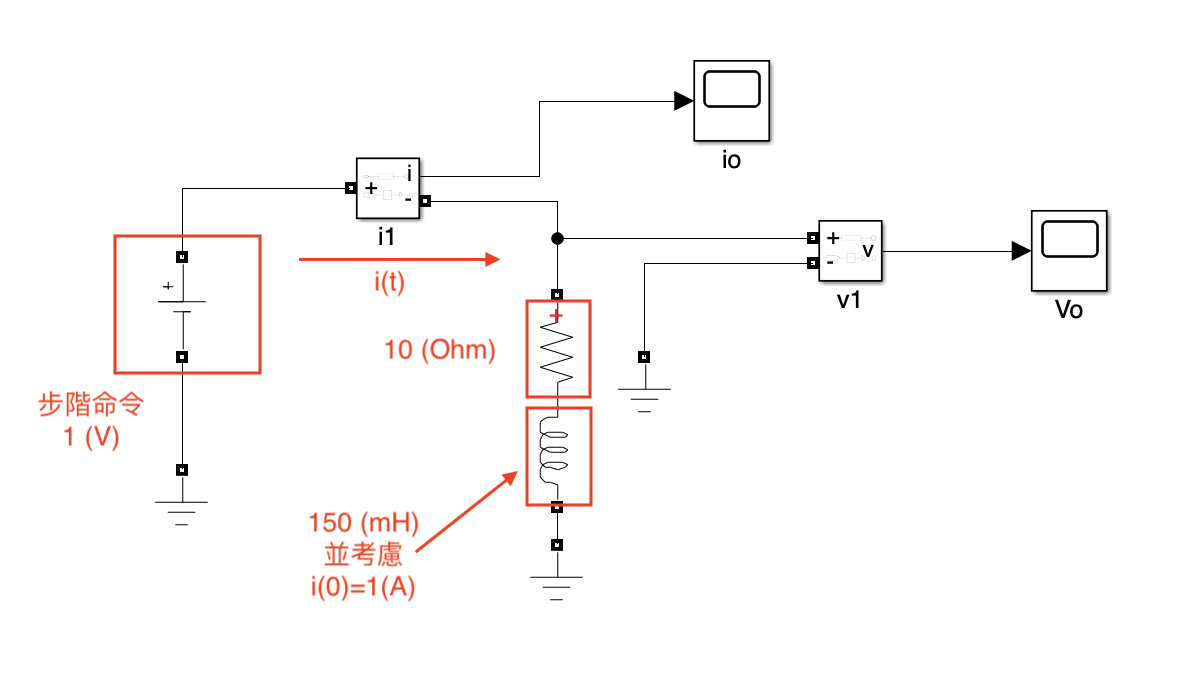 io
i
+
-
i1
i(t)
+
v
-
v1
Vo
+
+
10 (Ohm)
步階命令
1 (V)
150 (mH)
並考慮
i(0)=1(A)